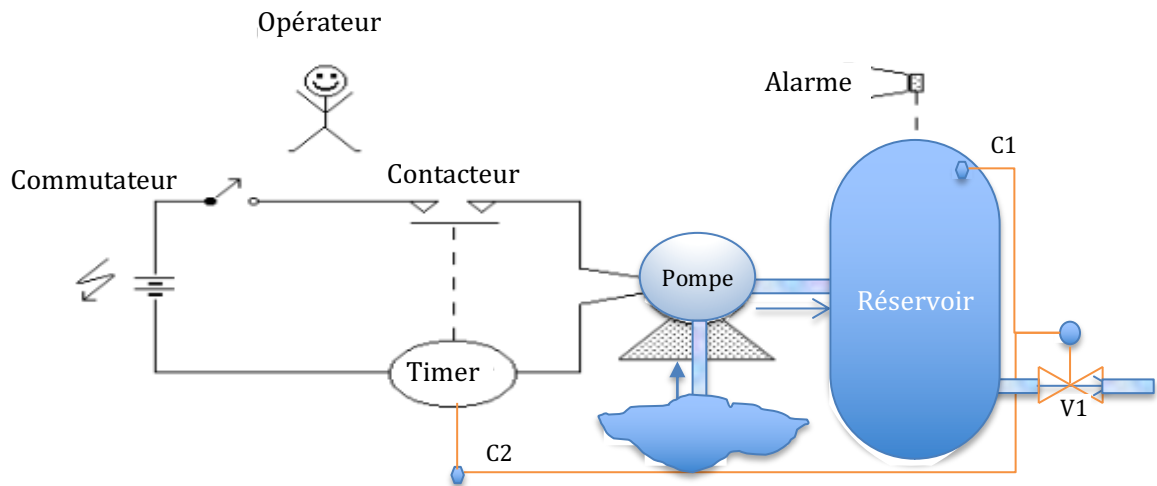 Opérateur
Alarme
C1
Commutateur
Contacteur
Pompe
Réservoir
Timer
V1
C2